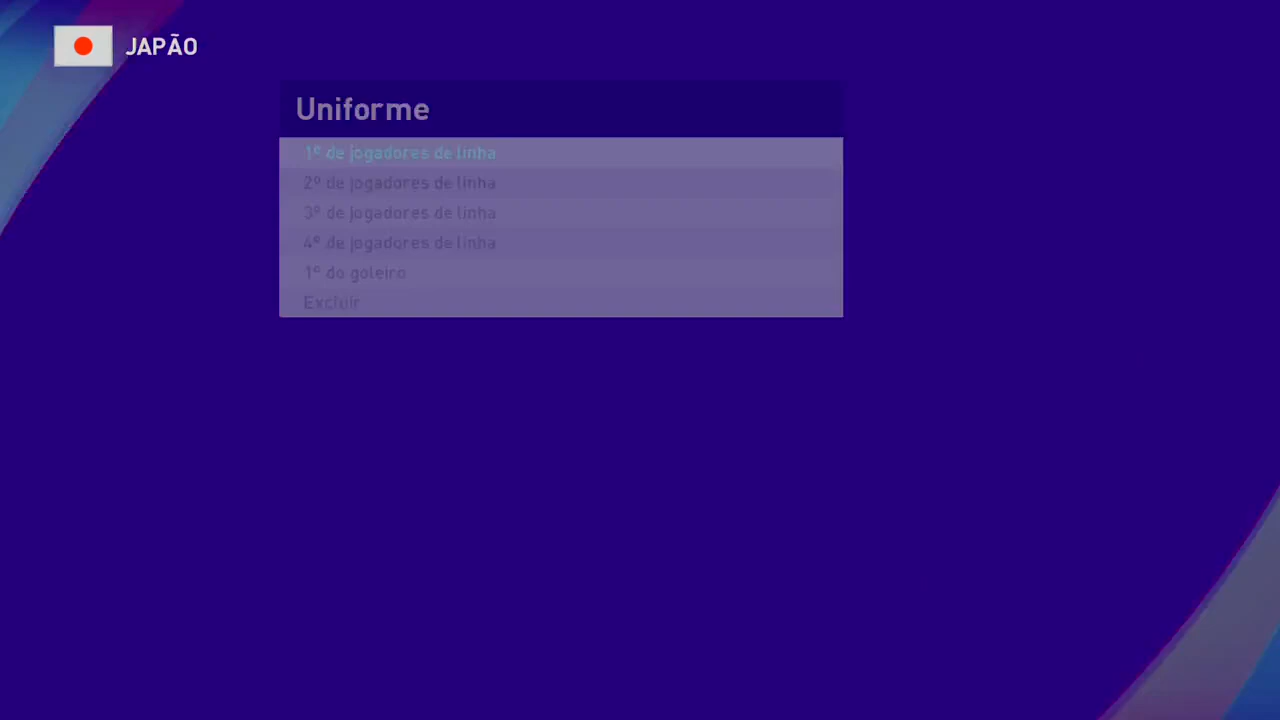 JAPÃO
Uniforme
1º de jogadores de linha
2º de jogadores de linha
3º de jogadores de linha
4º de jogadores de linha
1º do goleiro
Excluir